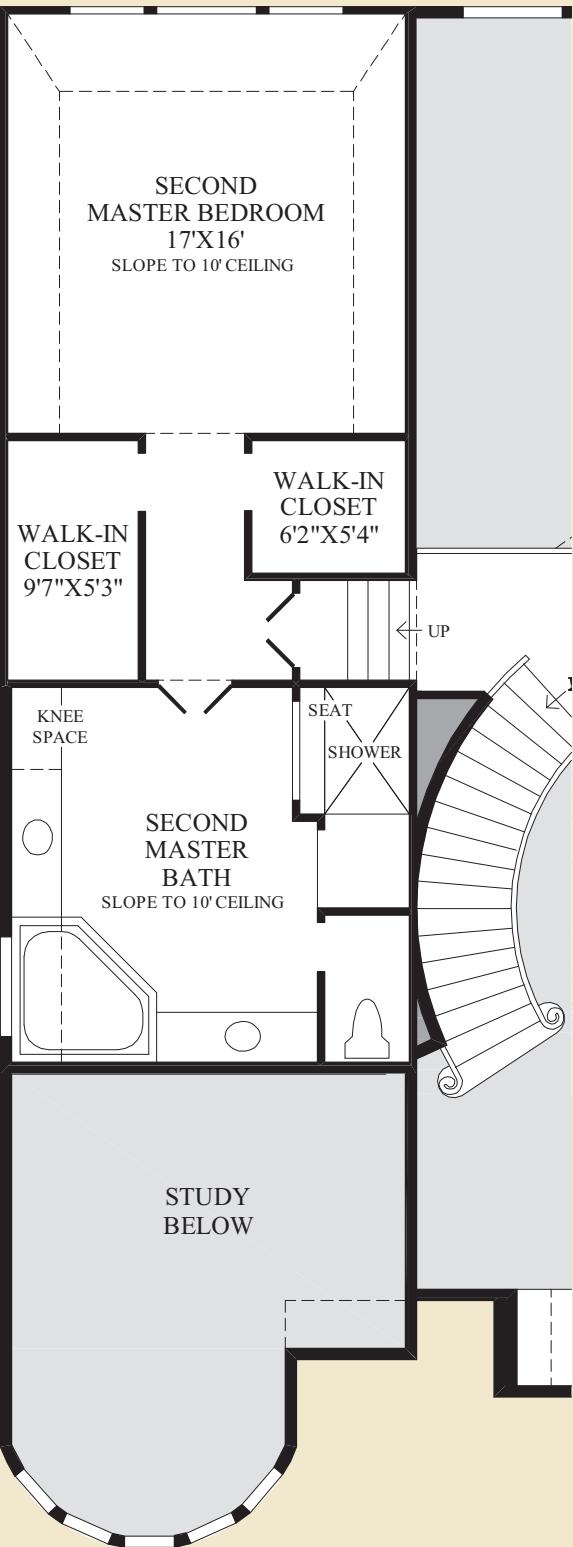 SECOND
MASTER BEDROOM
17'X16'
SLOPE TO 10' CEILING
WALK-IN
CLOSET
6'2"X5'4"
WALK-IN
CLOSET
9'7"X5'3"
UP
KNEE
SPACE
SEAT
SHOWER
SECOND
MASTER
BATH
SLOPE TO 10' CEILING
STUDY
BELOW